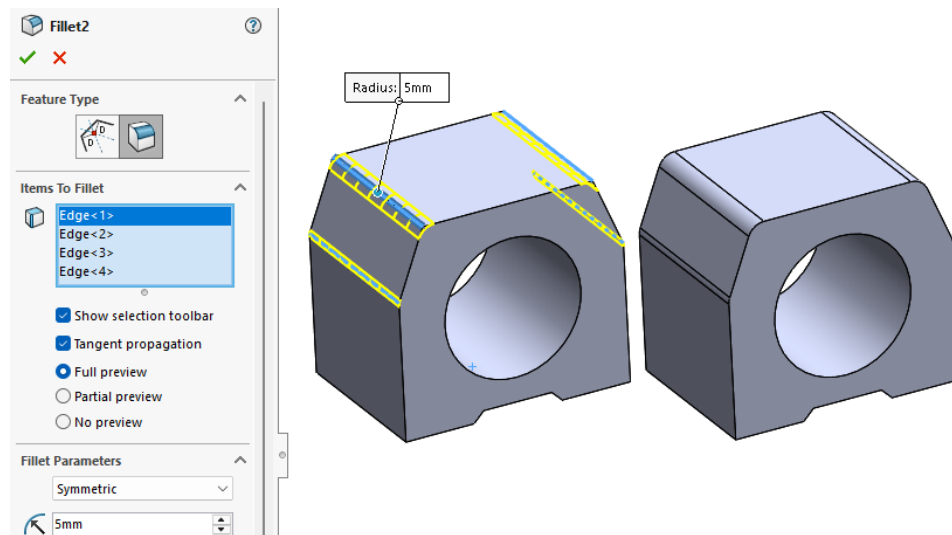 Fillet2
Feature Type
D
D
Items To Fillet
Edge<1>
Edge<2>
Edge<3>
Edge<4>
Show selection toolbar
Tangent propagation
Full preview
Partial preview
No preview
Fillet Parameters
Symmetric
5mm
Radius: 5mm